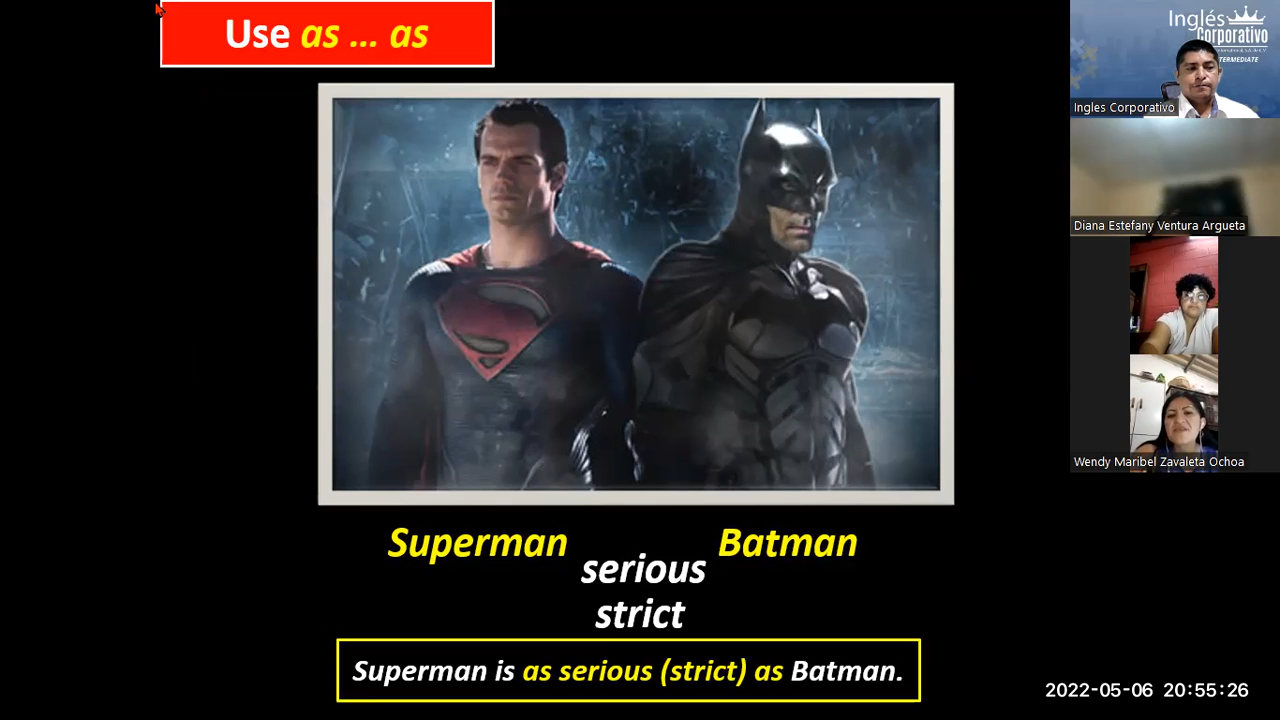 Use as ... as
Superman
Batman
serious
strict
Superman is as serious (strict) as Batman.
Inglés
Corporativo
Ingles Corporativo
Diana Estefany Ventura Argueta
Wendy Maribel Zavaleta Ochoa
2022-05-06 20:55:26